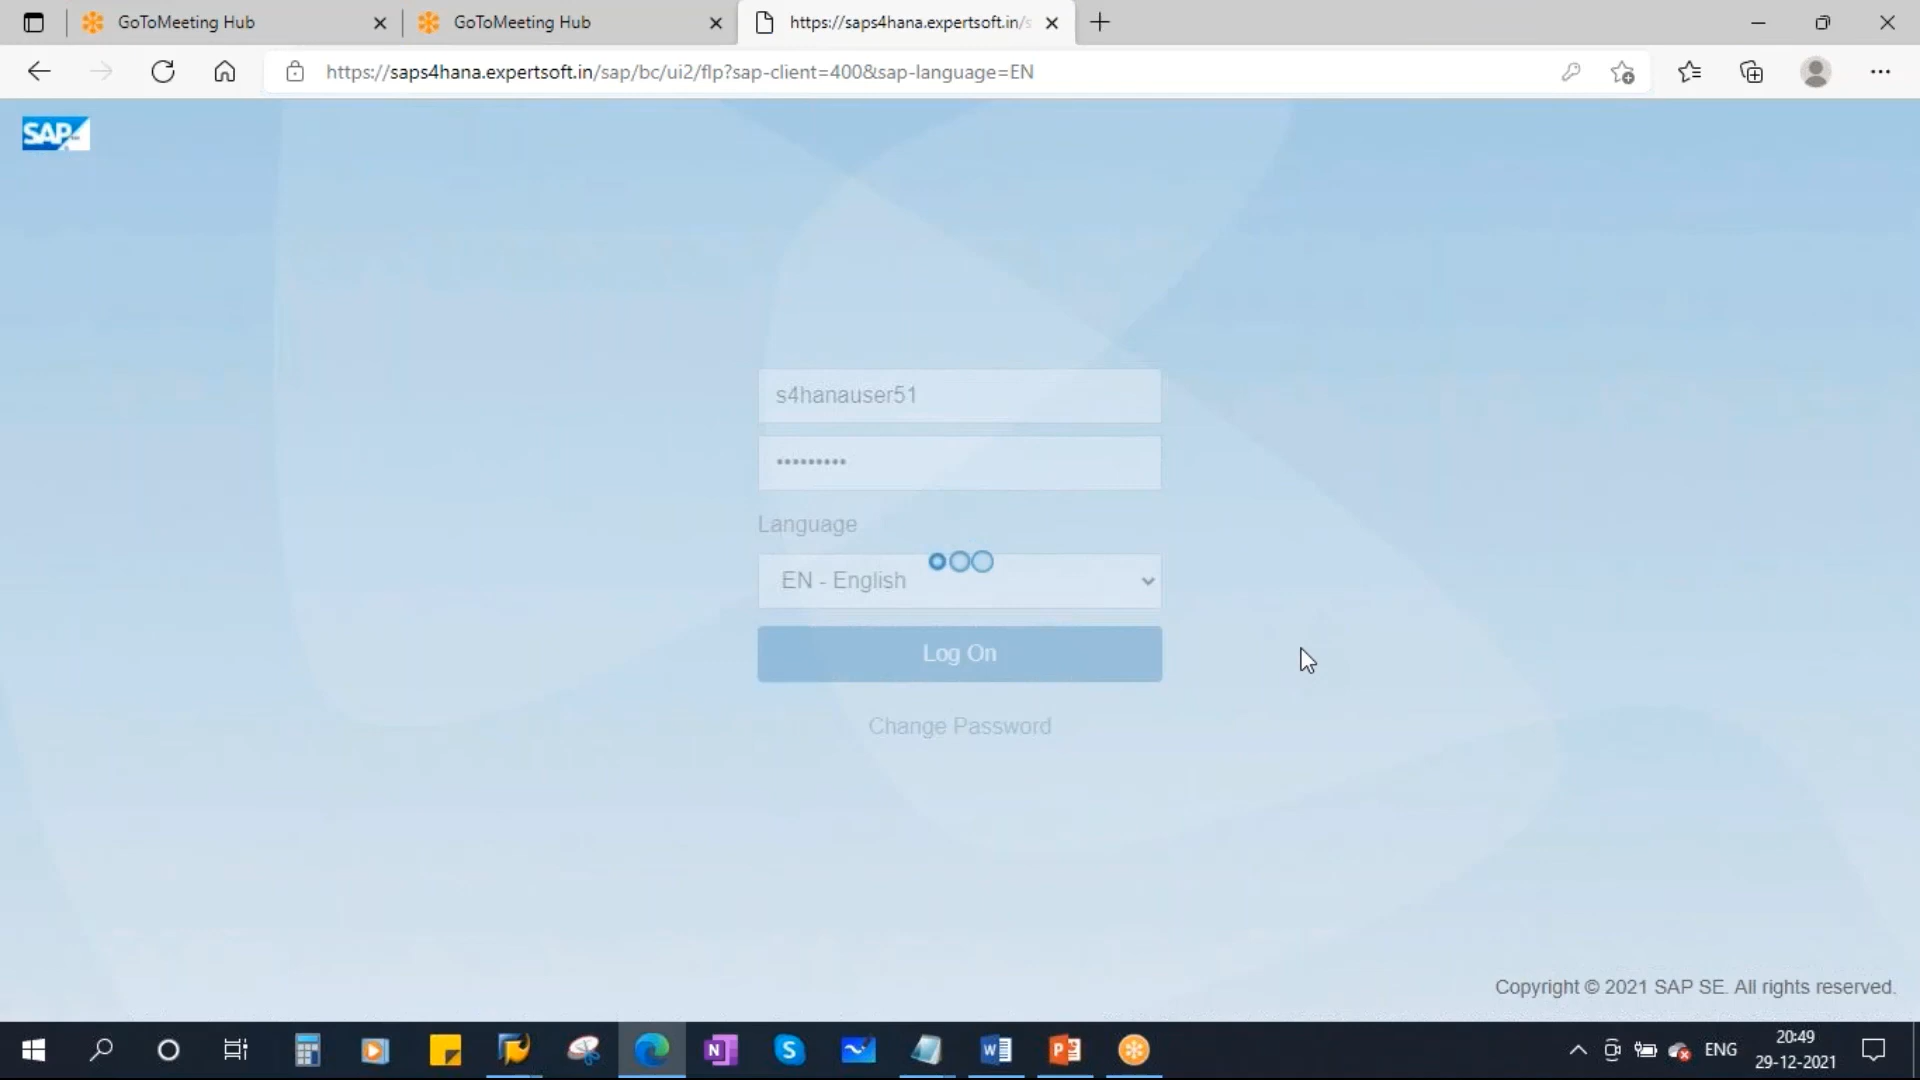 GoToMeeting Hub
GoToMeeting Hub
https://saps4hana.expertsoft.in/s
https://saps4hana.expertsoft.in/sap/bc/ui2/flp?sap-client=400&sap-language=EN
SAP
s4hanauser51
•••••••••
Language
EN - English
Log On
Change Password
Copyright © 2021 SAP SE. All rights reserved.
ENG
20:49
29-12-2021